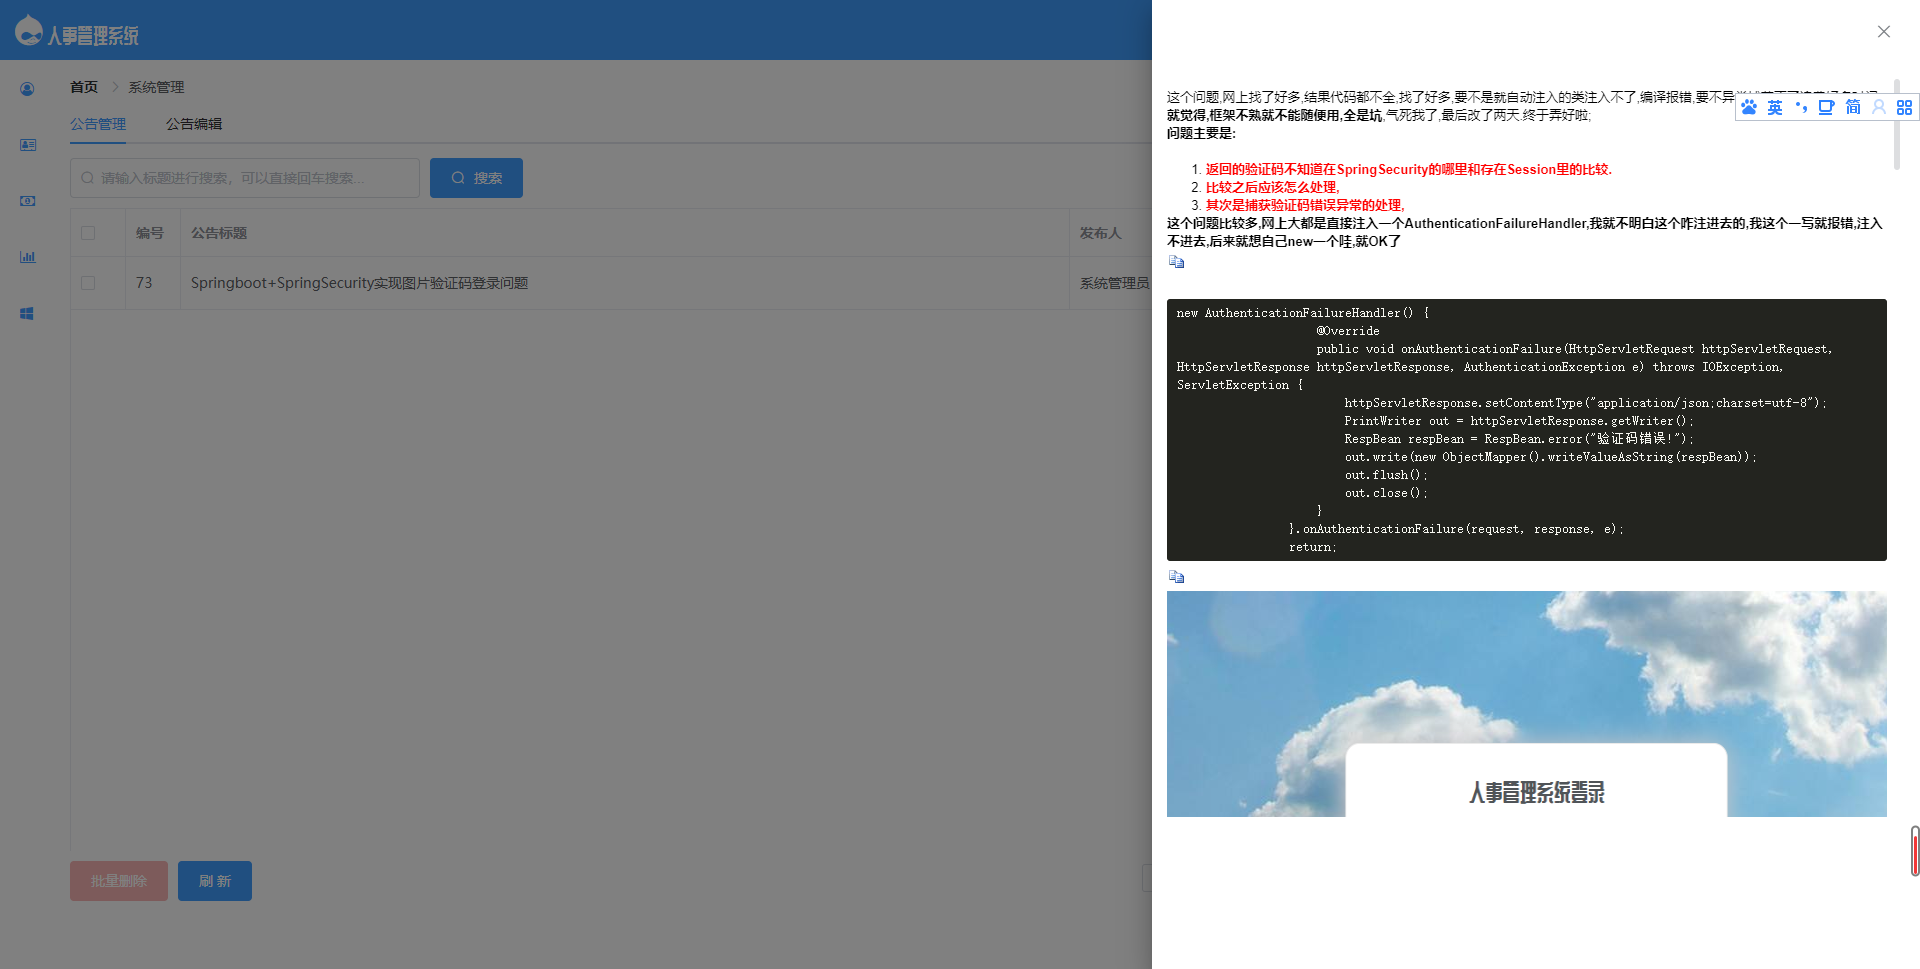 人事管理系统
首页 系统管理
公告管理 公告编辑
请输入标题进行搜索，可以直接回车搜索...
搜索
编号 公告标题 发布人
73 Springboot+SpringSecurity实现图片验证码登录问题 系统管理员
批量删除 刷 新
这个问题,网上找了好多,结果代码都不全,找了好多,要不是就自动注入的类注入不了,编译报错,要不异
英 简
就觉得,框架不熟就不能随便用,全是坑,气死我了,最后改了两天.终于弄好啦;
问题主要是:
1. 返回的验证码不知道在SpringSecurity的哪里和存在Session里的比较.
2. 比较之后应该怎么处理,
3. 其次是捕获验证码错误异常的处理,
这个问题比较多,网上大都是直接注入一个AuthenticationFailureHandler,我就不明白这个咋注进去的,我这个一写就报错,注入
不进去,后来就想自己new一个哇,就OK了
new AuthenticationFailureHandler() {
@Override
public void onAuthenticationFailure(HttpServletRequest httpServletRequest,
HttpServletResponse httpServletResponse, AuthenticationException e) throws IOException,
ServletException {
httpServletResponse.setContentType("application/json;charset=utf-8");
PrintWriter out = httpServletResponse.getWriter();
RespBean respBean = RespBean.error("验证码错误!");
out.write(new ObjectMapper().writeValueAsString(respBean));
out.flush();
out.close();
}
}.onAuthenticationFailure(request, response, e);
return;
人事管理系统登录